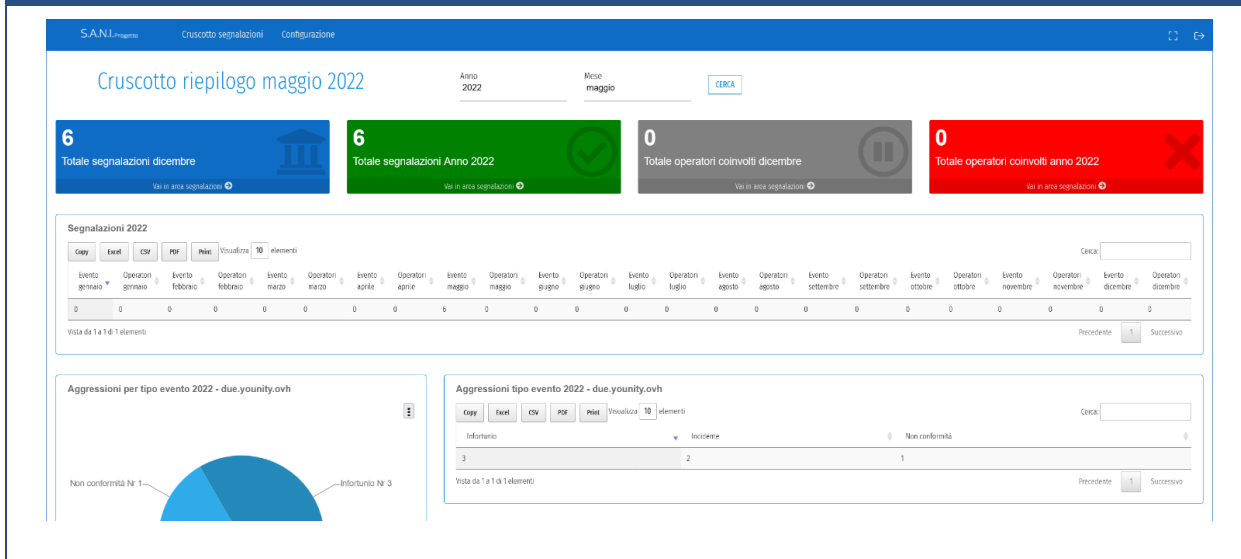 S.A.N.I. Progetto Cruscotto segnalazioni Configurazione
Cruscotto riepilogo maggio 2022
Anno
2022
Mese
maggio
CERCA
6
Totale segnalazioni dicembre
Vai in area segnalazioni
6
Totale segnalazioni Anno 2022
Vai in area segnalazioni
0
Totale operatori coinvolti dicembre
Vai in area segnalazioni
0
Totale operatori coinvolti anno 2022
Vai in area segnalazioni
Segnalazioni 2022
Copy Excel CSV PDF Print Visualizza 10 elementi Cerca:
Evento gennaio Operatori gennaio Evento febbraio Operatori febbraio Evento marzo Operatori marzo Evento aprile Operatori aprile Evento maggio Operatori maggio Evento giugno Operatori giugno Evento luglio Operatori luglio Evento agosto Operatori agosto Evento settembre Operatori settembre Evento ottobre Operatori ottobre Evento novembre Operatori novembre Evento dicembre Operatori dicembre
0 0 0 0 0 0 0 0 6 0 0 0 0 0 0 0 0 0 0 0 0 0 0 0
Vista da 1 a 1 di 1 elementi Precedente 1 Successivo
Aggressioni per tipo evento 2022 - due.younity.ovh
Non conformità Nr 1
Infortunio Nr 3
Aggressioni tipo evento 2022 - due.younity.ovh
Copy Excel CSV PDF Print Visualizza 10 elementi Cerca:
Infortunio Incidente Non conformità
3 2 1
Vista da 1 a 1 di 1 elementi Precedente 1 Successivo